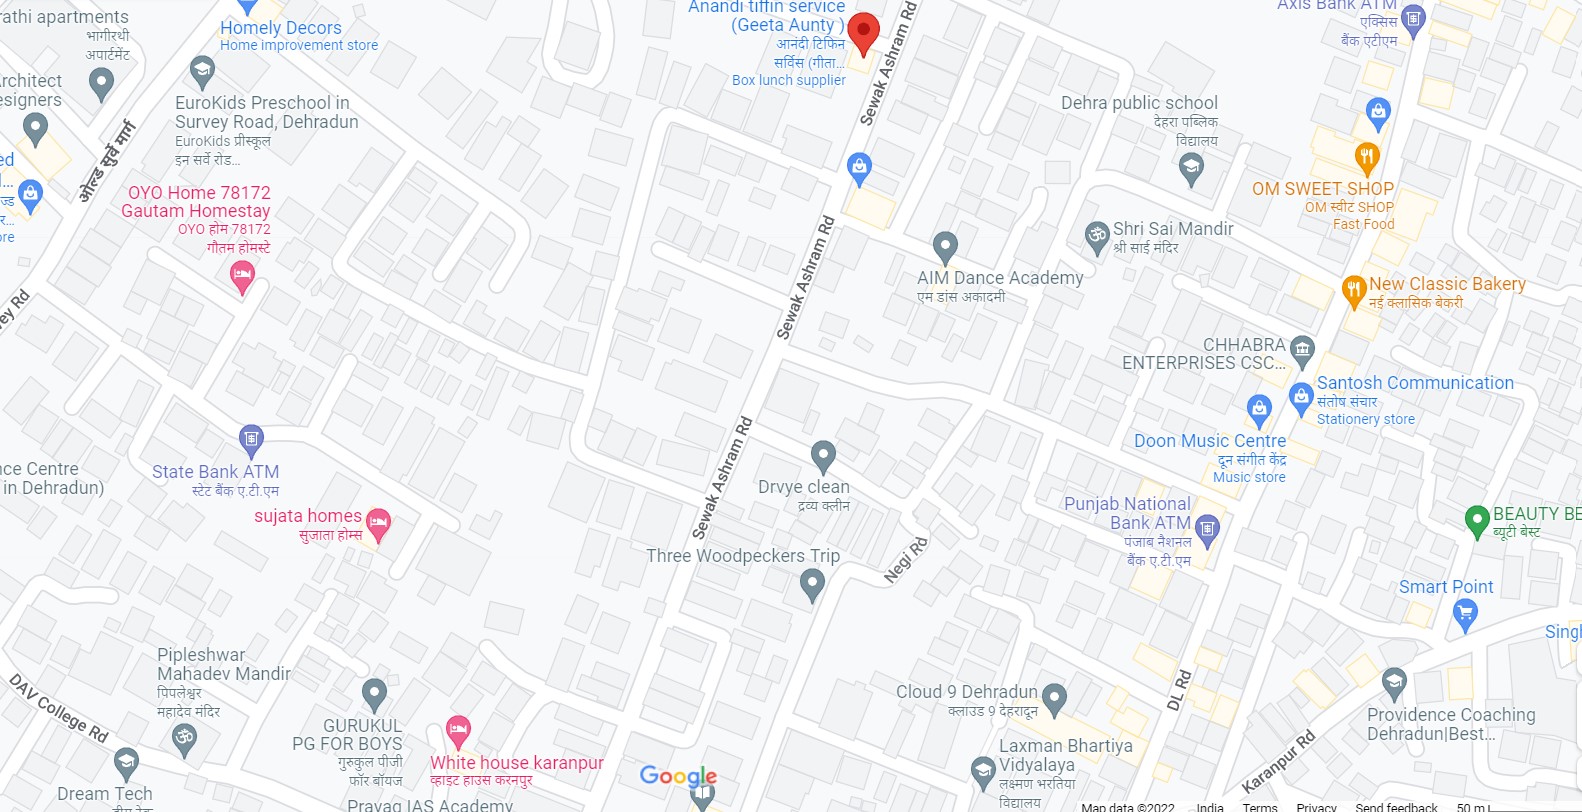 rathi apartments
भागीरथी
अपार्टमेंट
Homely Decors
Home improvement store
Anandi tiffin service
(Geeta Aunty )
आनंदी टिफिन
सर्विस (गीता...
Box lunch supplier
Sewak Ashram Rd
Axis Bank ATM
एक्सिस
बैंक एटीएम
Architect
esigners
EuroKids Preschool in
Survey Road, Dehradun
EuroKids प्रीस्कूल
इन सर्वे रोड...
ओल्ड सुर्वे मार्ग
Dehra public school
देहरा पब्लिक
विद्यालय
OYO Home 78172
Gautam Homestay
OYO होम 78172
गौतम होमस्टे
OM SWEET SHOP
OM स्वीट SHOP
Fast Food
Shri Sai Mandir
श्री साई मंदिर
Sewak Ashram Rd
AIM Dance Academy
एम डांस अकादमी
New Classic Bakery
नई क्लासिक बेकरी
vey Rd
CHHABRA
ENTERPRISES CSC...
Santosh Communication
संतोष संचार
Stationery store
Doon Music Centre
दून संगीत केंद्र
Music store
State Bank ATM
स्टेट बैंक ए.टी.एम
nce Centre
in Dehradun)
Sewak Ashram Rd
Drvye clean
द्रव्य क्लीन
sujata homes
सुजाता होम्स
Punjab National
Bank ATM
पंजाब नैशनल
बैंक ए.टी.एम
BEAUTY BE
ब्यूटी बेस्ट
Three Woodpeckers Trip
Negi Rd
Smart Point
Singl
Pipleshwar
Mahadev Mandir
पिपलेश्वर
महादेव मंदिर
DAV College Rd
Cloud 9 Dehradun
क्लाउड 9 देहरादून
DL Rd
GURUKUL
PG FOR BOYS
गुरुकुल पीजी
फॉर बॉयज
White house karanpur
व्हाइट हाउस करनपुर
Providence Coaching
Dehradun|Best...
Karanpur Rd
Laxman Bhartiya
Vidyalaya
लक्ष्मण भरतिया
विद्यालय
Dream Tech
Prayag IAS Academy
Google
Map data ©2022 India Terms Privacy Send feedback 50 m